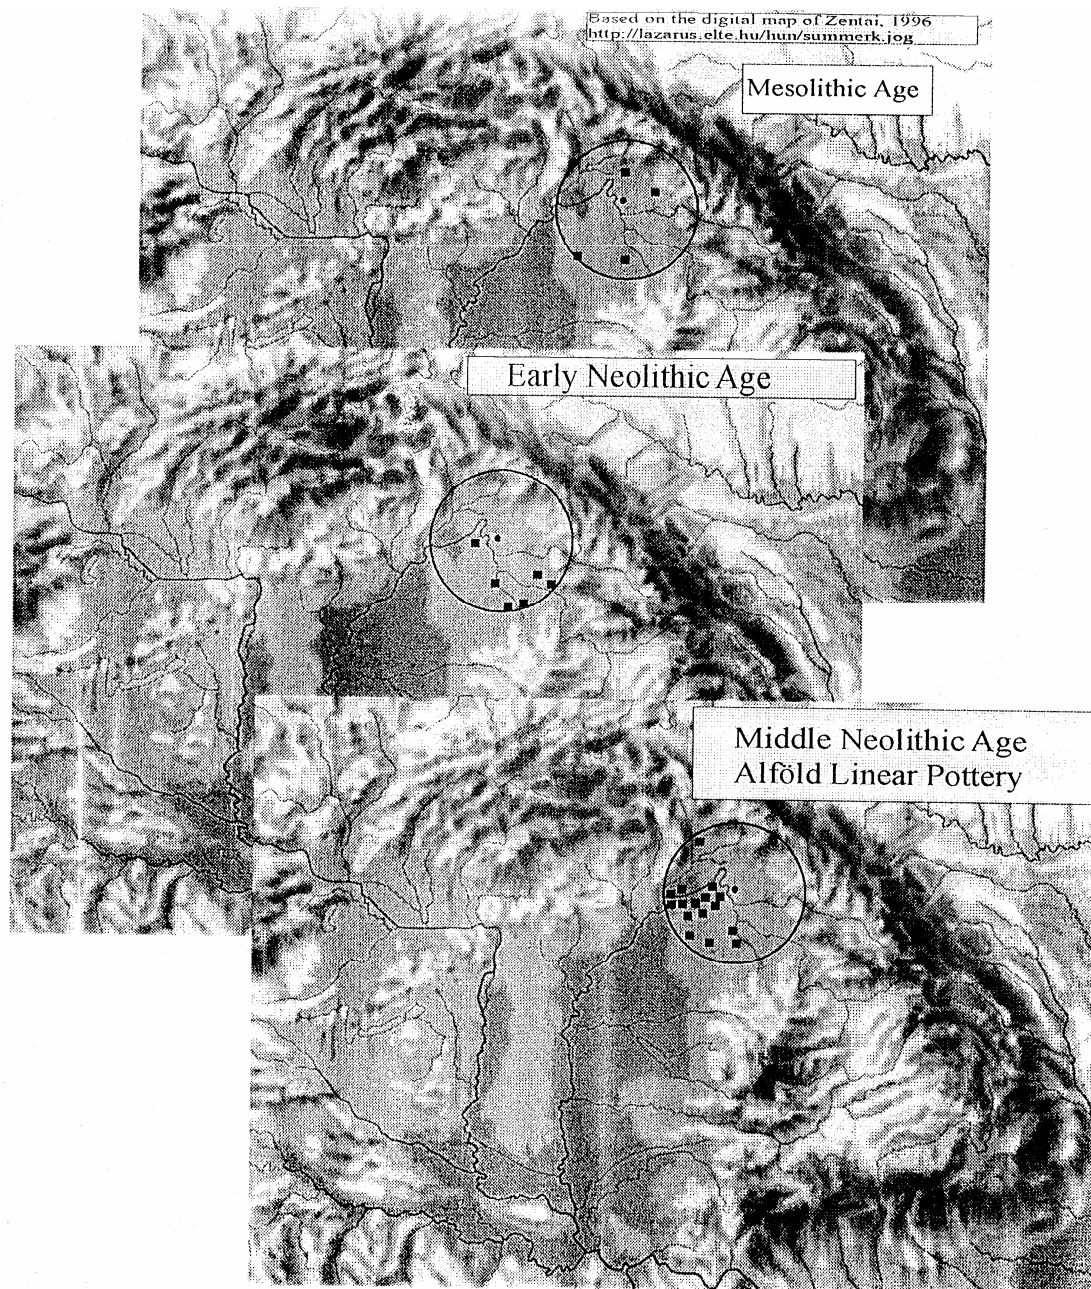 Based on the digital map of Zentai, 1996
http://lazarus.elte.hu/hun/summerk.jog
Mesolithic Age
Early Neolithic Age
Middle Neolithic Age
Alföld Linear Pottery